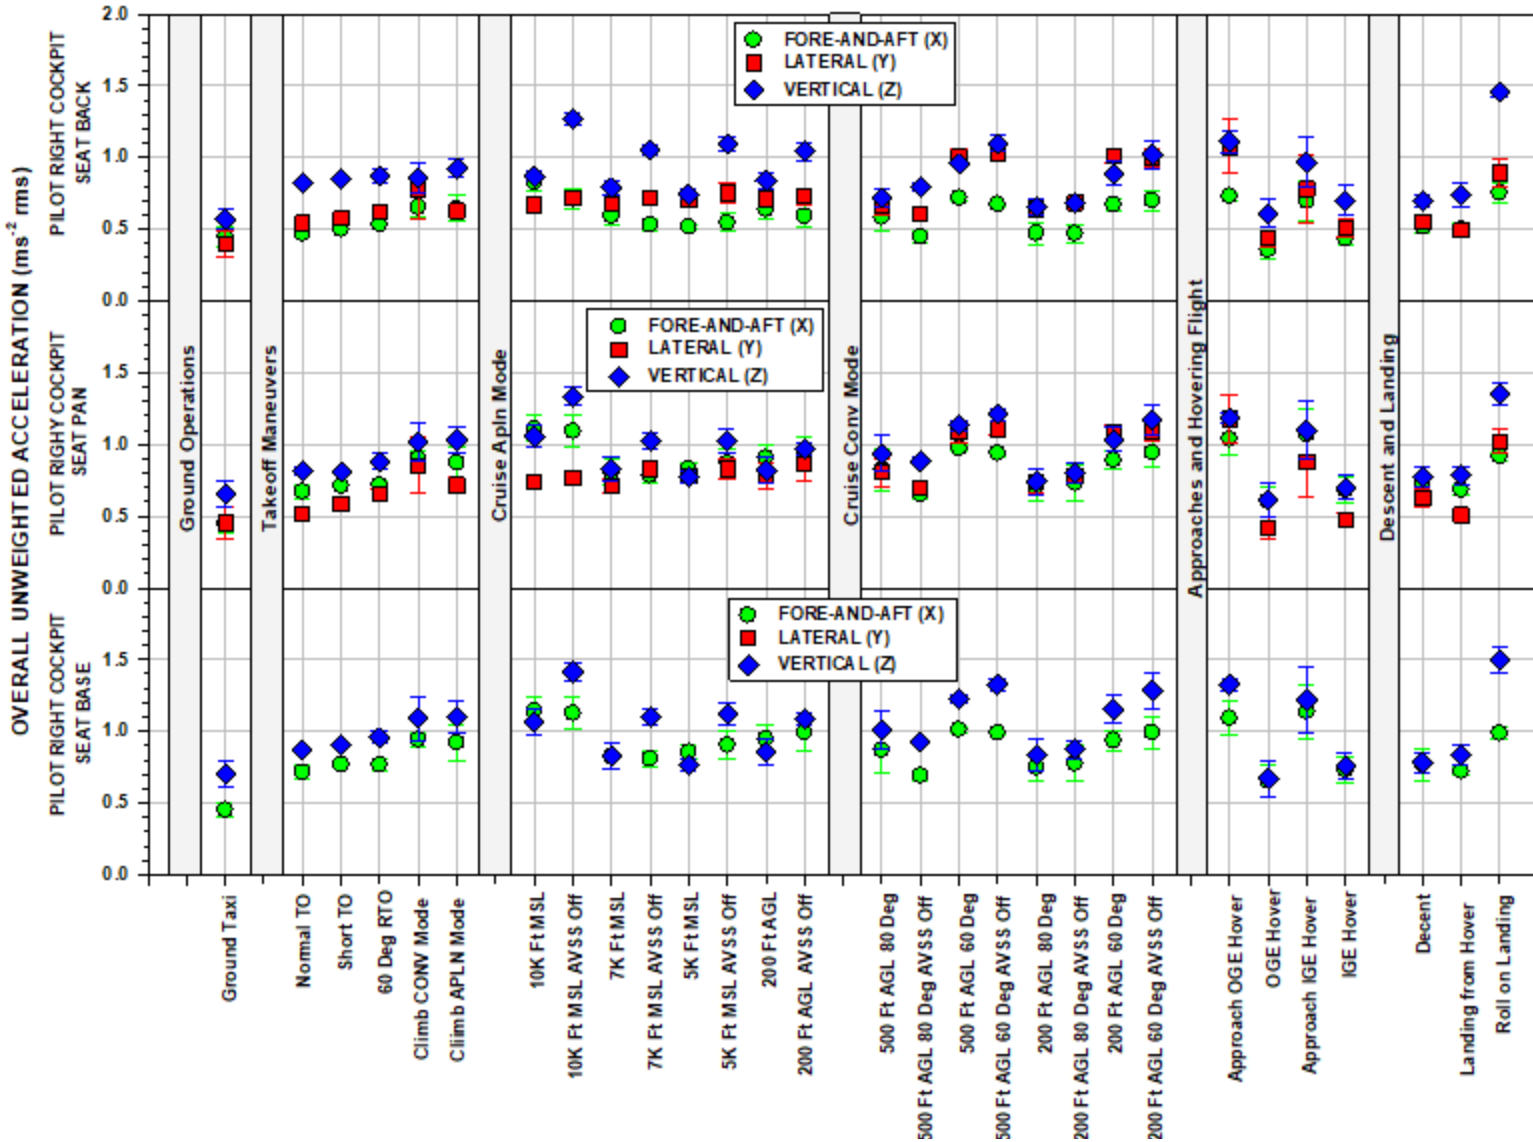 OVERALL UNWEIGHTED ACCELERATION (ms-2 rms)
PILOT RIGHT COCKPIT
SEAT BACK
2.0
1.5
1.0
0.5
0.0
FORE-AND-AFT (X)
LATERAL (Y)
VERTICAL (Z)
PILOT RIGHY COCKPIT
SEAT PAN
1.5
1.0
0.5
0.0
FORE-AND-AFT (X)
LATERAL (Y)
VERTICAL (Z)
PILOT RIGHT COCKPIT
SEAT BASE
1.5
1.0
0.5
0.0
FORE-AND-AFT (X)
LATERAL (Y)
VERTICAL (Z)
Ground Operations
Takeoff Maneuvers
Cruise Apln Mode
Cruise Conv Mode
Approaches and Hovering Flight
Descent and Landing
Ground Taxi
Normal TO
Short TO
60 Deg RTO
Climb CONV Mode
Cliimb APLN Mode
10K Ft MSL
10K Ft MSL AVSS Off
7K Ft MSL
7K Ft MSL AVSS Off
5K Ft MSL
5K Ft MSL AVSS Off
200 Ft AGL
200 Ft AGL AVSS Off
500 Ft AGL 80 Deg
500 Ft AGL 80 Deg AVSS Off
500 Ft AGL 60 Deg
500 Ft AGL 60 Deg AVSS Off
200 Ft AGL 80 Deg
200 Ft AGL 80 Deg AVSS Off
200 Ft AGL 60 Deg
200 Ft AGL 60 Deg AVSS Off
Approach OGE Hover
OGE Hover
Approach IGE Hover
IGE Hover
Decent
Landing from Hover
Roll on Landing